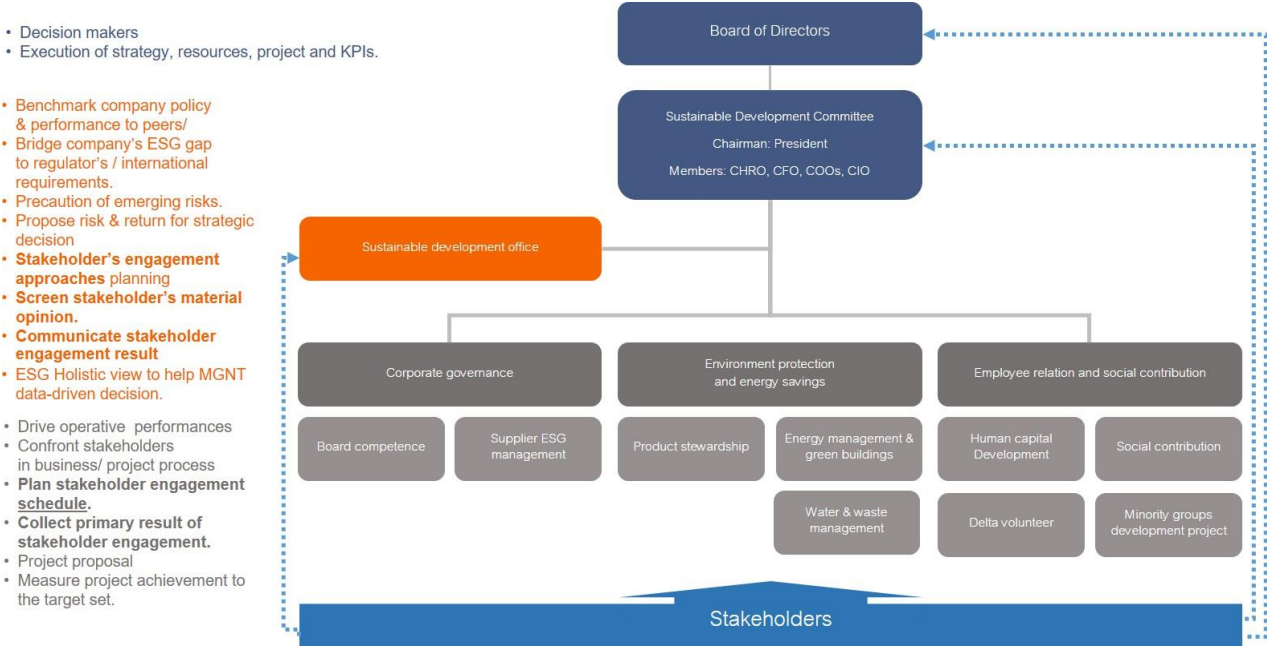 • Decision makers
• Execution of strategy, resources, project and KPIs.
• Benchmark company policy
& performance to peers/
• Bridge company's ESG gap
to regulator's / international
requirements.
• Precaution of emerging risks.
• Propose risk & return for strategic
decision
• Stakeholder's engagement
approaches planning
• Screen stakeholder's material
opinion.
• Communicate stakeholder
engagement result
• ESG Holistic view to help MGNT
data-driven decision.
• Drive operative performances
• Confront stakeholders
in business/ project process
• Plan stakeholder engagement
schedule.
• Collect primary result of
stakeholder engagement.
• Project proposal
• Measure project achievement to
the target set.
Board of Directors
Sustainable Development Committee
Chairman: President
Members: CHRO, CFO, COOs, CIO
Sustainable development office
Corporate governance
Environment protection
and energy savings
Employee relation and social contribution
Board competence
Supplier ESG
management
Product stewardship
Energy management &
green buildings
Human capital
Development
Social contribution
Water & waste
management
Delta volunteer
Minority groups
development project
Stakeholders